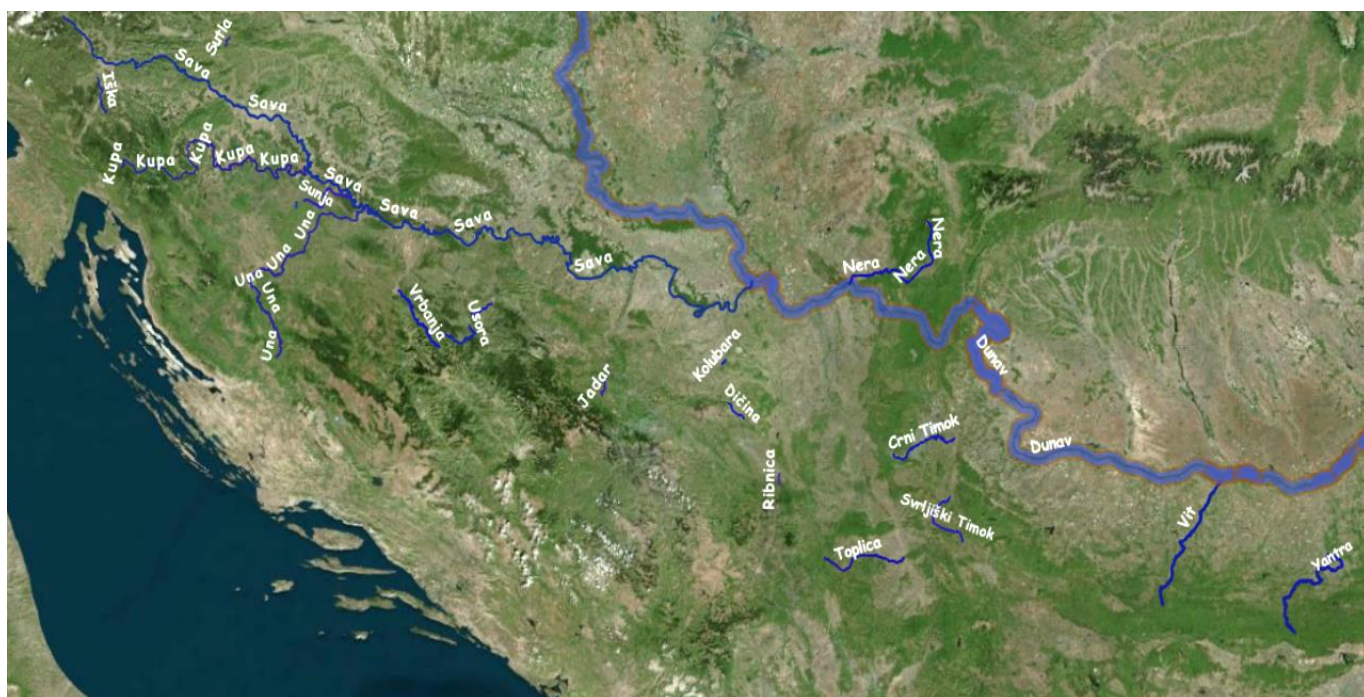 Sutla
Sava
Iška
Sava
Kupa
Kupa
Kupa
Kupa
Kupa
Sava
Sunja
Sava
Sava
Una
Una
Una
Una
Una
Sava
Nera
Nera
Nera
Vrbanja
Usora
Kolubara
Dunav
Jadar
Dičina
Crni Timok
Dunav
Ribnica
Svrljiški Timok
Vit
Toplica
Yantra